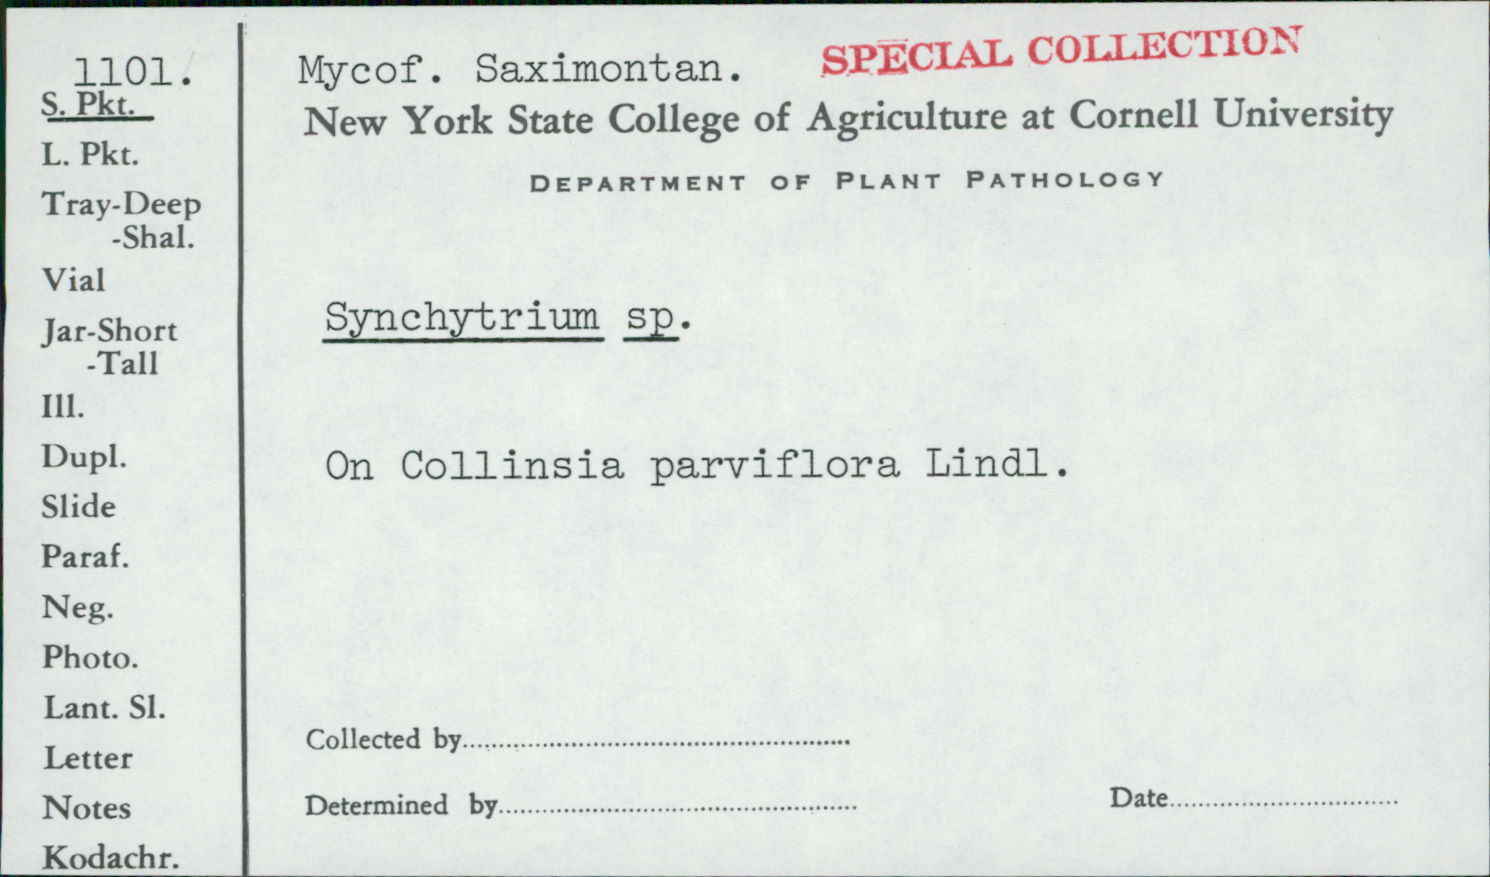 1101.
S. Pkt.
L. Pkt.
Tray-Deep
-Shal.
Vial
Jar-Short
-Tall
Ill.
Dupl.
Slide
Paraf.
Neg.
Photo.
Lant. Sl.
Letter
Notes
Kodachr.
Mycof. Saximontan.
SPECIAL COLLECTION
New York State College of Agriculture at Cornell University
DEPARTMENT OF PLANT PATHOLOGY
Synchytrium sp.
On Collinsia parviflora Lindl.
Collected by
Determined by
Date